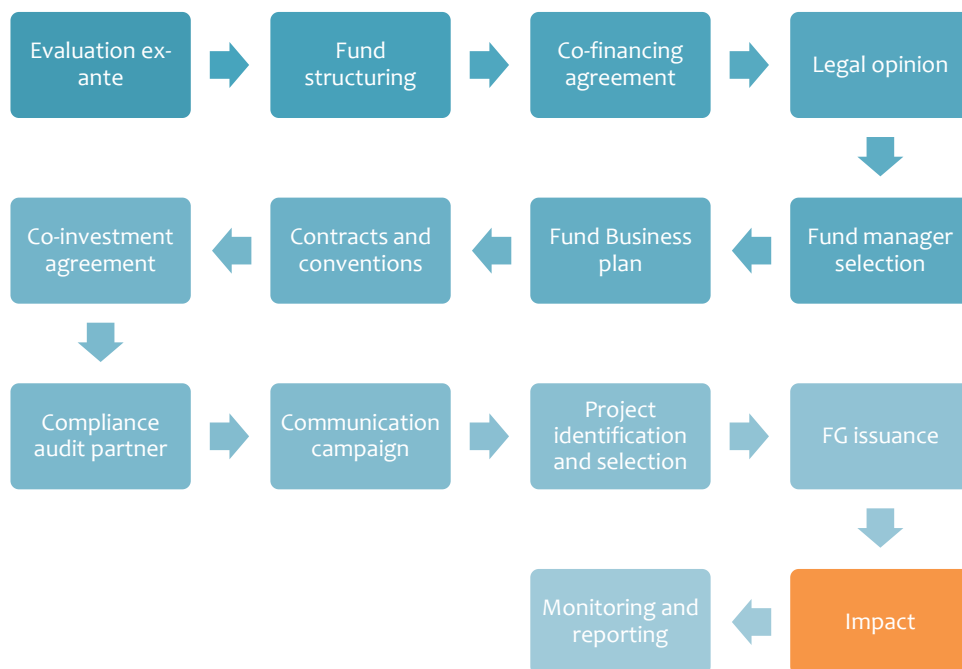 Evaluation ex-
ante
Fund
structuring
Co-financing
agreement
Legal opinion
Fund manager
selection
Fund Business
plan
Contracts and
conventions
Co-investment
agreement
Compliance
audit partner
Communication
campaign
Project
identification
and selection
FG issuance
Impact
Monitoring and
reporting